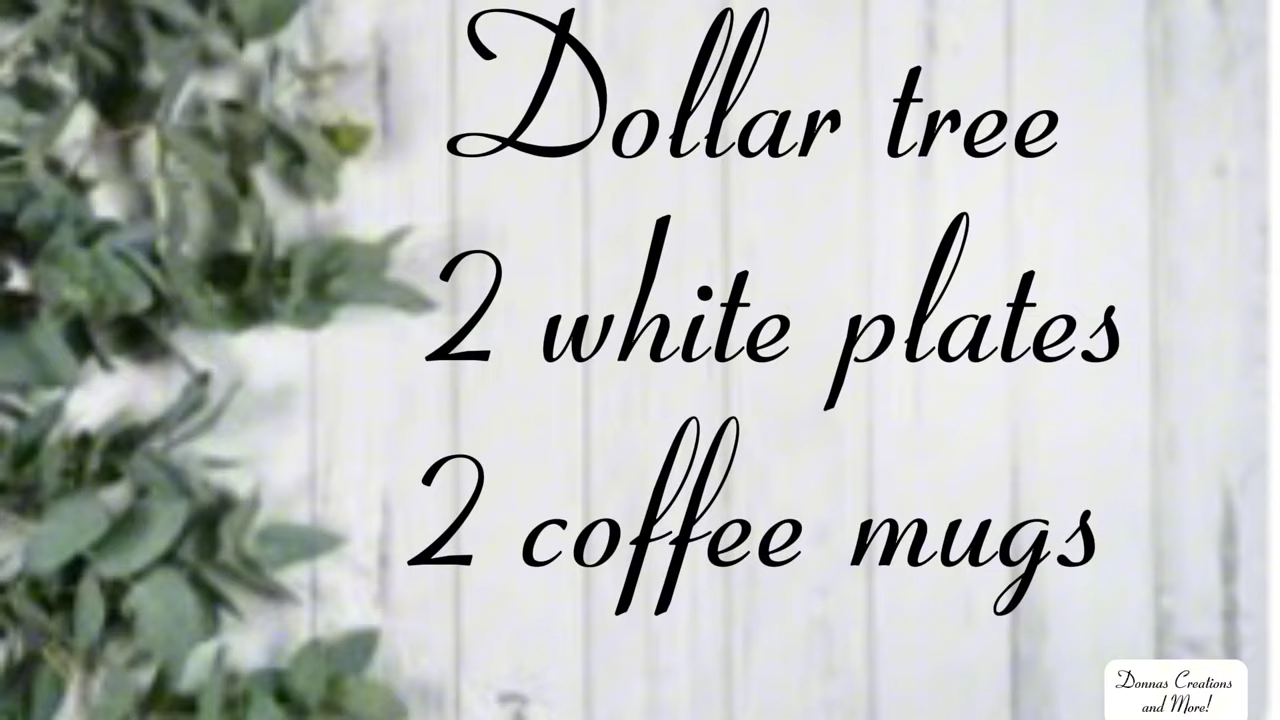 Dollar tree
2 white plates
2 coffee mugs
Donnas Creations
and More!